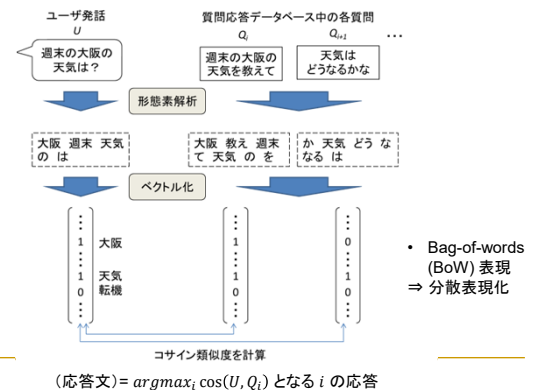 ユーザ発話
U
週末の大阪の
天気は？
質問応答データベース中の各質問
Qi
Qi+1
…
週末の大阪の
天気を教えて
天気は
どうなるかな
形態素解析
大阪 週末 天気
の は
大阪 教え 週末
て 天気 の を
か 天気 どう な
なる は
ベクトル化
⋮
1 大阪
⋮
1 天気
0 転機
⋮
⋮
1
⋮
1
0
⋮
⋮
0
⋮
1
0
⋮
コサイン類似度を計算
• Bag-of-words
(BoW) 表現
⇒ 分散表現化
（応答文）= argmaxi cos(U, Qi) となる i の応答